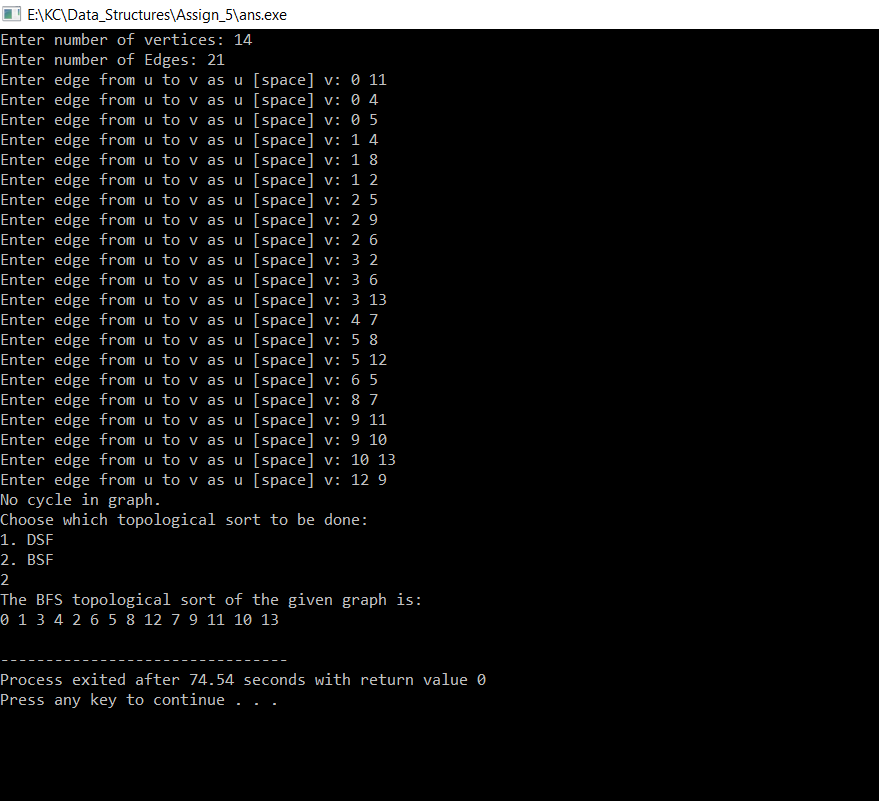 E:\KC\Data_Structures\Assign_5\ans.exe
Enter number of vertices: 14
Enter number of Edges: 21
Enter edge from u to v as u [space] v: 0 11
Enter edge from u to v as u [space] v: 0 4
Enter edge from u to v as u [space] v: 0 5
Enter edge from u to v as u [space] v: 1 4
Enter edge from u to v as u [space] v: 1 8
Enter edge from u to v as u [space] v: 1 2
Enter edge from u to v as u [space] v: 2 5
Enter edge from u to v as u [space] v: 2 9
Enter edge from u to v as u [space] v: 2 6
Enter edge from u to v as u [space] v: 3 2
Enter edge from u to v as u [space] v: 3 6
Enter edge from u to v as u [space] v: 3 13
Enter edge from u to v as u [space] v: 4 7
Enter edge from u to v as u [space] v: 5 8
Enter edge from u to v as u [space] v: 5 12
Enter edge from u to v as u [space] v: 6 5
Enter edge from u to v as u [space] v: 8 7
Enter edge from u to v as u [space] v: 9 11
Enter edge from u to v as u [space] v: 9 10
Enter edge from u to v as u [space] v: 10 13
Enter edge from u to v as u [space] v: 12 9
No cycle in graph.
Choose which topological sort to be done:
1. DSF
2. BSF
2
The BFS topological sort of the given graph is:
0 1 3 4 2 6 5 8 12 7 9 11 10 13
--------------------------------
Process exited after 74.54 seconds with return value 0
Press any key to continue . . .